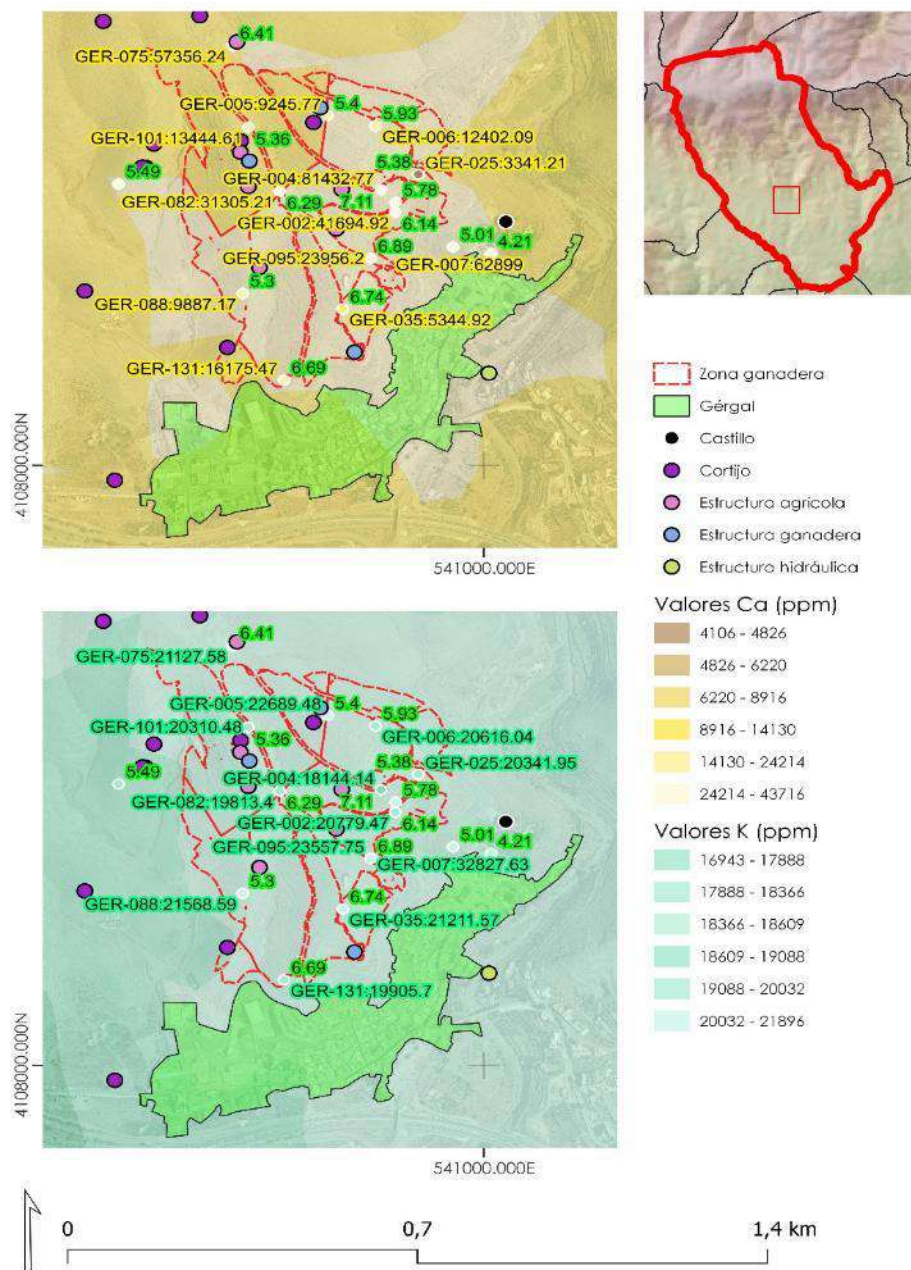 6.41
GER-075:57356.24
GER-005:9245.77
5.4
5.93
GER-101:13444.61
5.36
GER-006:12402.09
5.49
5.38
GER-025:3341.21
GER-004:81432.77
5.78
GER-082:31305.21
6.29
7.11
GER-002:41694.92
6.14
5.01
4.21
GER-095:23956.2
6.89
GER-007:62899
5.3
GER-088:9887.17
6.74
GER-035:5344.92
GER-131:16175.47
6.69
4108000.000N
541000.000E
Zona ganadera
Gérgal
Castillo
Cortijo
Estructura agrícola
Estructura ganadera
Estructura hidráulica
Valores Ca (ppm)
4106 - 4826
4826 - 6220
6220 - 8916
8916 - 14130
14130 - 24214
24214 - 43716
Valores K (ppm)
16943 - 17888
17888 - 18366
18366 - 18609
18609 - 19088
19088 - 20032
20032 - 21896
6.41
GER-075:21127.58
GER-005:22689.48
5.4
5.93
GER-101:20310.48
5.36
GER-006:20616.04
5.49
5.38
GER-025:20341.95
GER-004:18144.14
5.78
GER-082:19813.4
6.29
7.11
GER-002:20779.47
6.14
5.01
4.21
GER-095:23557.75
6.89
GER-007:32827.63
5.3
GER-088:21568.59
6.74
GER-035:21211.57
6.69
GER-131:19905.7
4108000.000N
541000.000E
0
0,7
1,4 km